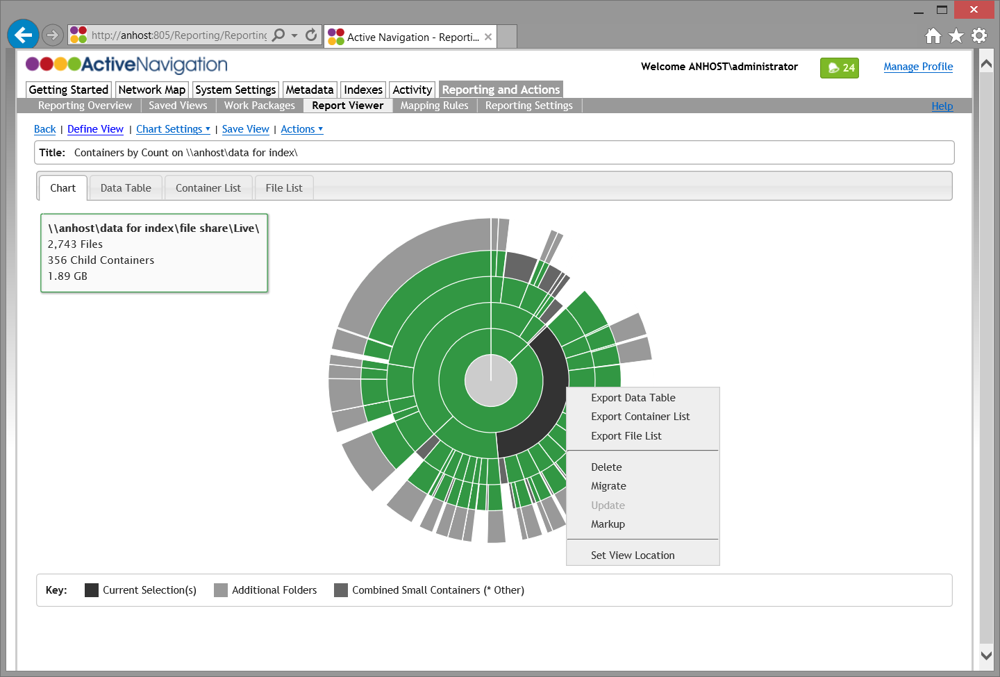 http://anhost:805/Reporting/Reporting
Active Navigation - Reporti...
ActiveNavigation
Welcome ANHOST\administrator
24
Manage Profile
Getting Started
Network Map
System Settings
Metadata
Indexes
Activity
Reporting and Actions
Reporting Overview
Saved Views
Work Packages
Report Viewer
Mapping Rules
Reporting Settings
Help
Back | Define View | Chart Settings | Save View | Actions
Title: Containers by Count on \\anhost\data for index\
Chart
Data Table
Container List
File List
\\anhost\data for index\file share\Live\
2,743 Files
356 Child Containers
1.89 GB
Export Data Table
Export Container List
Export File List
Delete
Migrate
Update
Markup
Set View Location
Key: Current Selection(s) Additional Folders Combined Small Containers (* Other)